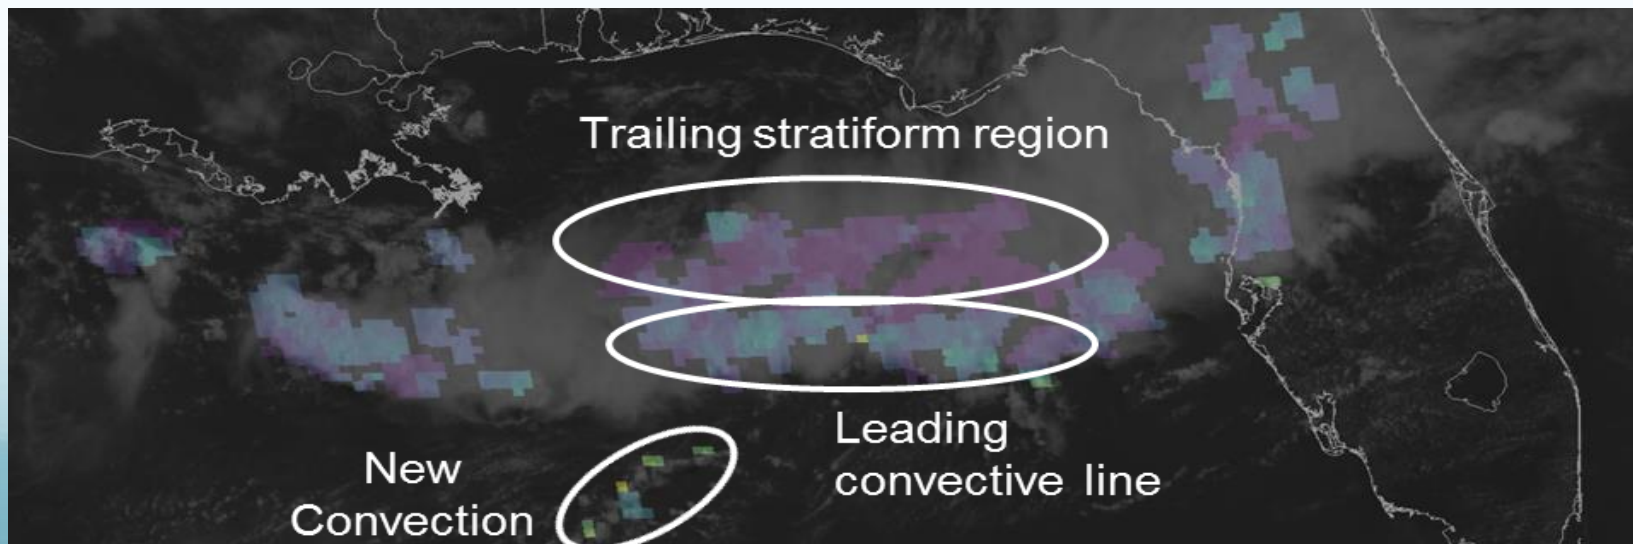 Trailing stratiform region
Leading
convective line
New
Convection